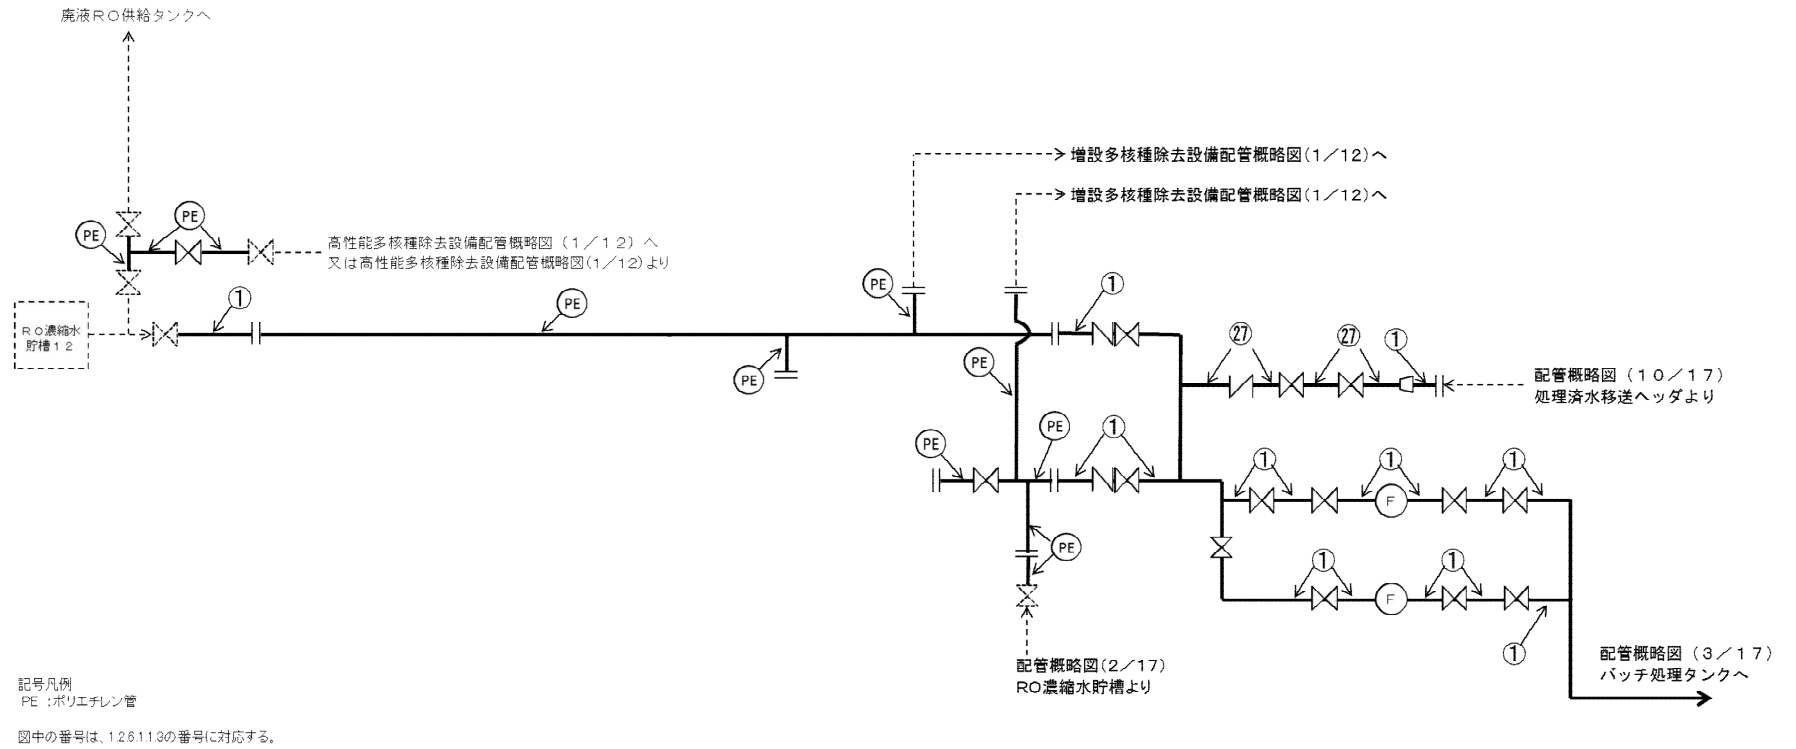 廃液RO供給タンクへ
増設多核種除去設備配管概略図(1/12)へ
増設多核種除去設備配管概略図(1/12)へ
PE
PE
高性能多核種除去設備配管概略図(1/12)へ
又は高性能多核種除去設備配管概略図(1/12)より
PE
①
①
PE
RO濃縮水
貯槽12
㉗
㉗
①
PE
PE
配管概略図(10/17)
処理済水移送ヘッダより
PE
PE
①
①
①
①
F
PE
①
①
F
①
配管概略図(2/17)
RO濃縮水貯槽より
配管概略図(3/17)
バッチ処理タンクへ
記号凡例
PE :ポリエチレン管
図中の番号は、1.2.6.1.1.3の番号に対応する。